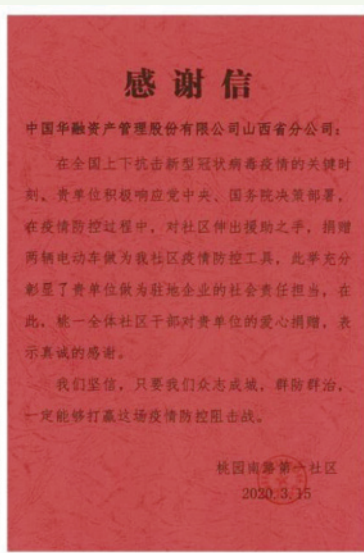 感谢信
中国华融资产管理股份有限公司山西省分公司：
在全国上下抗击新型冠状病毒疫情的关键时
刻，贵单位积极响应党中央、国务院决策部署，
在疫情防控过程中，对社区伸出援助之手，捐赠
两辆电动车做为我社区疫情防控工具，此举充分
彰显了贵单位做为驻地企业的社会责任担当，在
此，桃一全体社区干部对贵单位的爱心捐赠，表
示真诚的感谢。
我们坚信，只要我们众志成城，群防群治，
一定能够打赢这场疫情防控阻击战。
桃园南路第一社区
2020.3.15